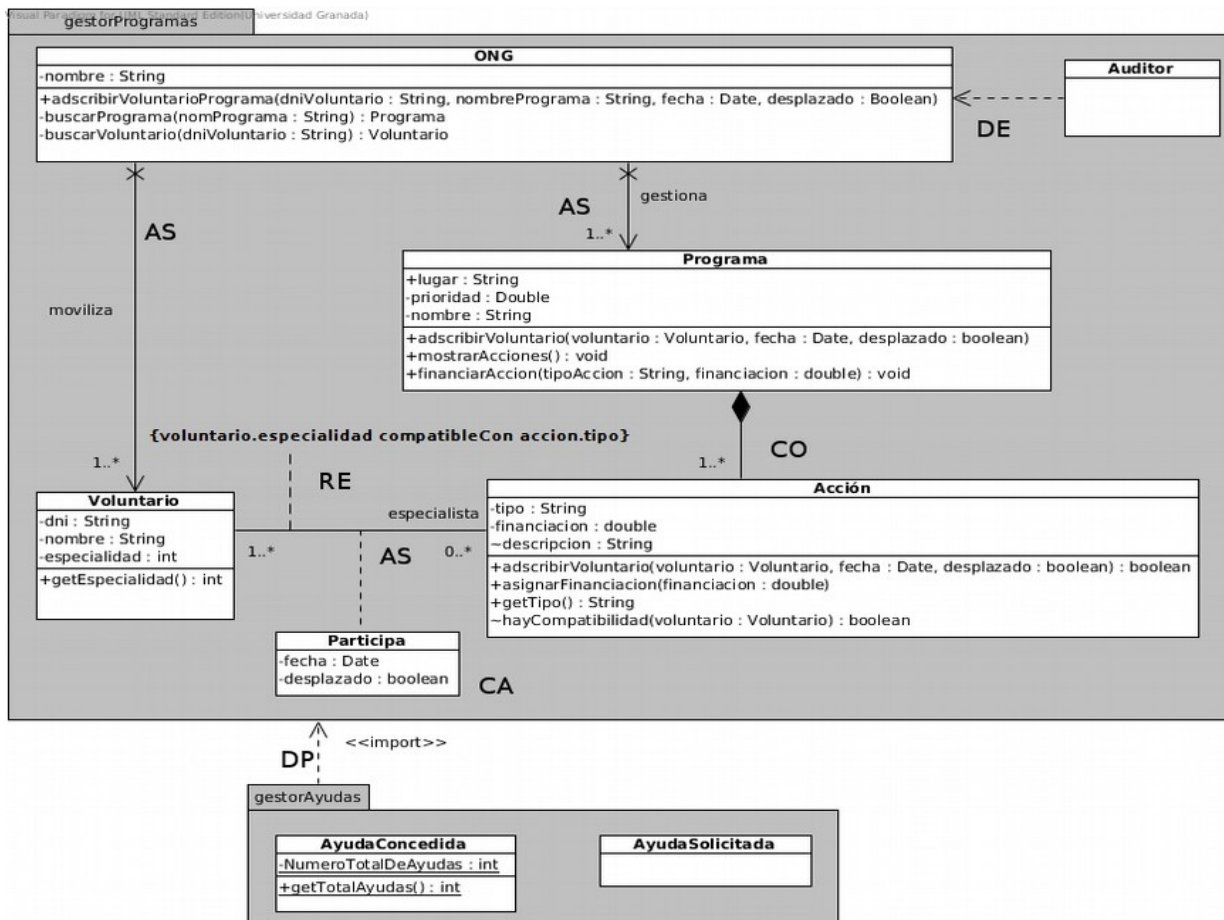 Visual Paradigm for UML Standard Edition(Universidad Granada)
gestorProgramas
ONG
-nombre : String
+adscribirVoluntarioPrograma(dniVoluntario : String, nombrePrograma : String, fecha : Date, desplazado : Boolean)
-buscarPrograma(nomPrograma : String) : Programa
-buscarVoluntario(dniVoluntario : String) : Voluntario
Auditor
DE
AS
moviliza
1..*
AS
gestiona
1..*
Programa
+lugar : String
-prioridad : Double
-nombre : String
+adscribirVoluntario(voluntario : Voluntario, fecha : Date, desplazado : boolean)
+mostrarAcciones() : void
+financiarAccion(tipoAccion : String, financiacion : double) : void
CO
1..*
{voluntario.especialidad compatibleCon accion.tipo}
RE
Voluntario
-dni : String
-nombre : String
-especialidad : int
+getEspecialidad() : int
1..*
AS
especialista
0..*
Acción
-tipo : String
-financiacion : double
~descripcion : String
+adscribirVoluntario(voluntario : Voluntario, fecha : Date, desplazado : boolean) : boolean
+asignarFinanciacion(financiacion : double)
+getTipo() : String
~hayCompatibilidad(voluntario : Voluntario) : boolean
Participa
-fecha : Date
-desplazado : boolean
CA
<<import>>
DP
gestorAyudas
AyudaConcedida
-NumeroTotalDeAyudas : int
+getTotalAyudas() : int
AyudaSolicitada